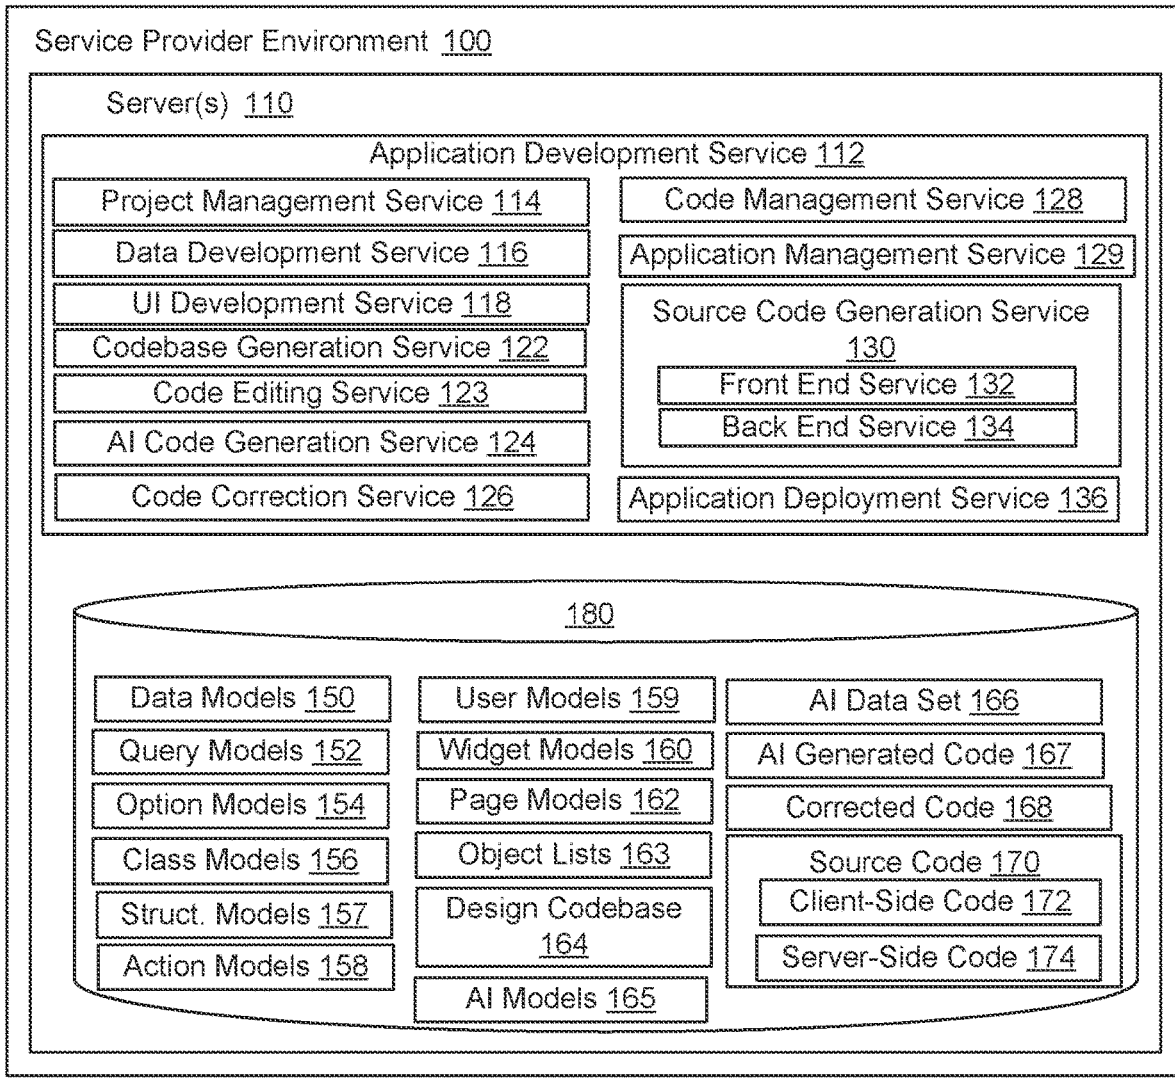 Service Provider Environment 100
Server(s) 110
Application Development Service 112
Project Management Service 114
Data Development Service 116
UI Development Service 118
Codebase Generation Service 122
Code Editing Service 123
AI Code Generation Service 124
Code Correction Service 126
Code Management Service 128
Application Management Service 129
Source Code Generation Service
130
Front End Service 132
Back End Service 134
Application Deployment Service 136
180
Data Models 150
Query Models 152
Option Models 154
Class Models 156
Struct. Models 157
Action Models 158
User Models 159
Widget Models 160
Page Models 162
Object Lists 163
Design Codebase
164
AI Models 165
AI Data Set 166
AI Generated Code 167
Corrected Code 168
Source Code 170
Client-Side Code 172
Server-Side Code 174